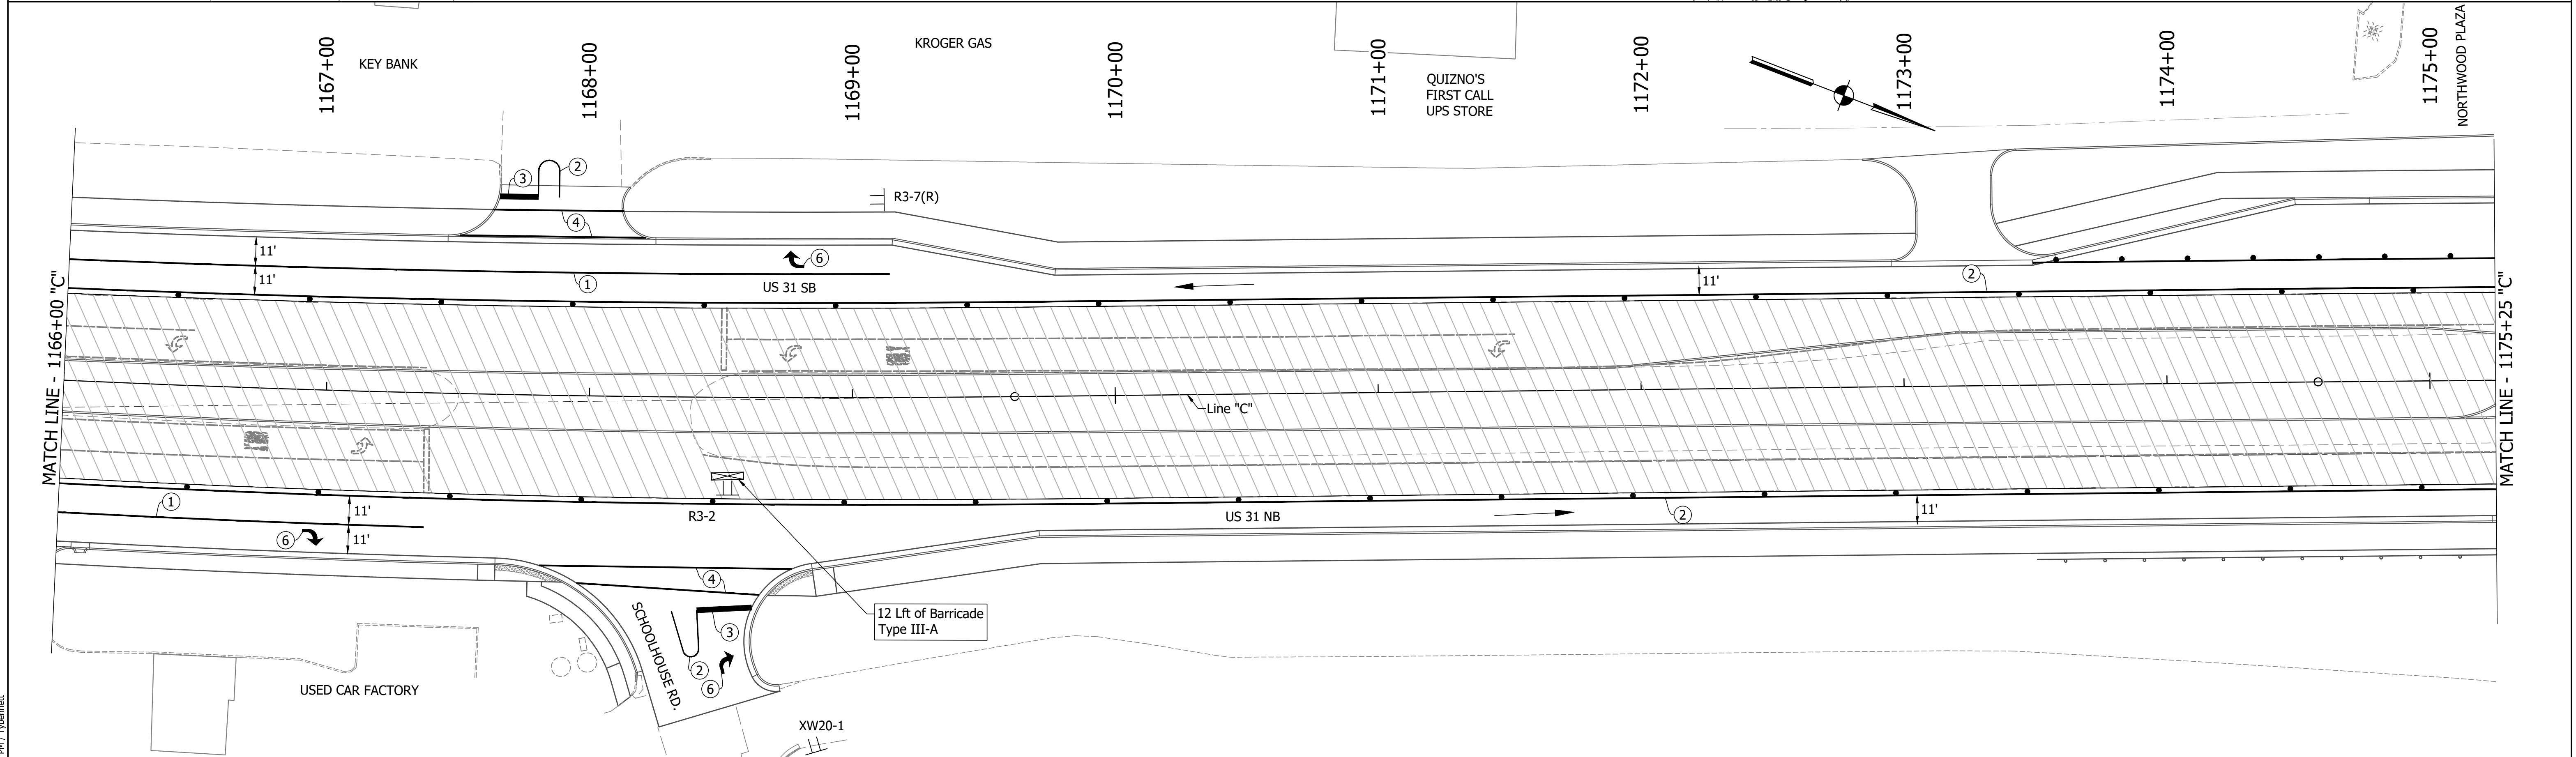 KEY BANK
KROGER GAS
QUIZNO'S
FIRST CALL
UPS STORE
NORTHWOOD PLAZA
1167+00
1168+00
1169+00
1170+00
1171+00
1172+00
1173+00
1174+00
1175+00
2
3
4
R3-7(R)
11'
11'
6
1
US 31 SB
11'
2
MATCH LINE - 1166+00 "C"
MATCH LINE - 1175+25 "C"
Line "C"
1
11'
11'
6
R3-2
US 31 NB
2
11'
4
12 Lft of Barricade
Type III-A
3
2
6
SCHOOLHOUSE RD.
USED CAR FACTORY
XW20-1